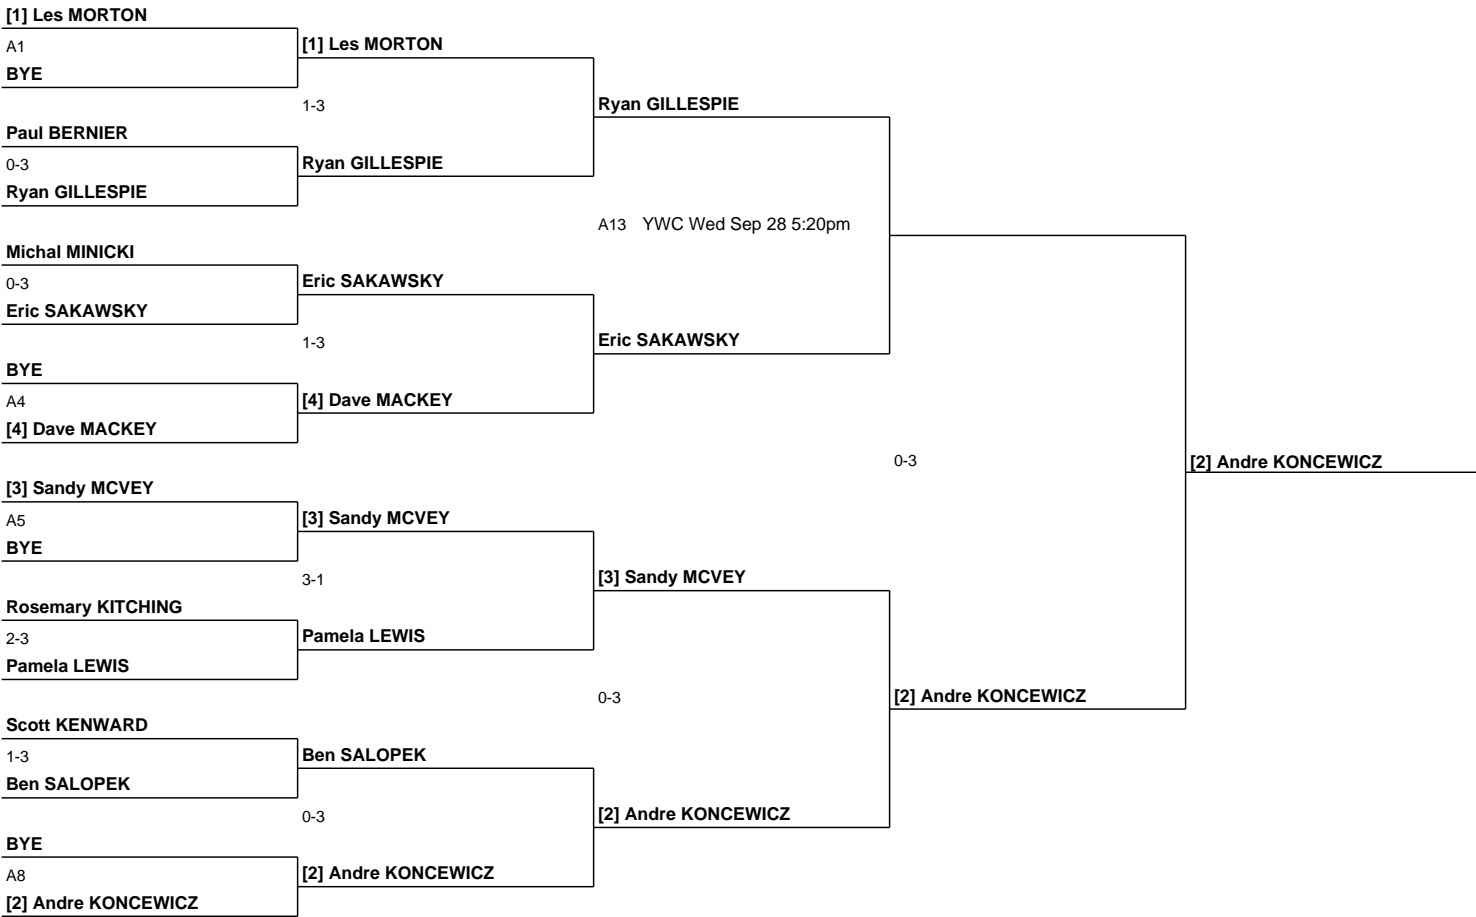 [1] Les MORTON
A1
BYE
[1] Les MORTON
1-3
Paul BERNIER
0-3
Ryan GILLESPIE
Ryan GILLESPIE
Ryan GILLESPIE
A13 YWC Wed Sep 28 5:20pm
Michal MINICKI
0-3
Eric SAKAWSKY
Eric SAKAWSKY
1-3
BYE
A4
[4] Dave MACKEY
[4] Dave MACKEY
Eric SAKAWSKY
0-3
[2] Andre KONCEWICZ
[3] Sandy MCVEY
A5
BYE
[3] Sandy MCVEY
3-1
Rosemary KITCHING
2-3
Pamela LEWIS
Pamela LEWIS
[3] Sandy MCVEY
0-3
[2] Andre KONCEWICZ
Scott KENWARD
1-3
Ben SALOPEK
Ben SALOPEK
0-3
BYE
A8
[2] Andre KONCEWICZ
[2] Andre KONCEWICZ
[2] Andre KONCEWICZ